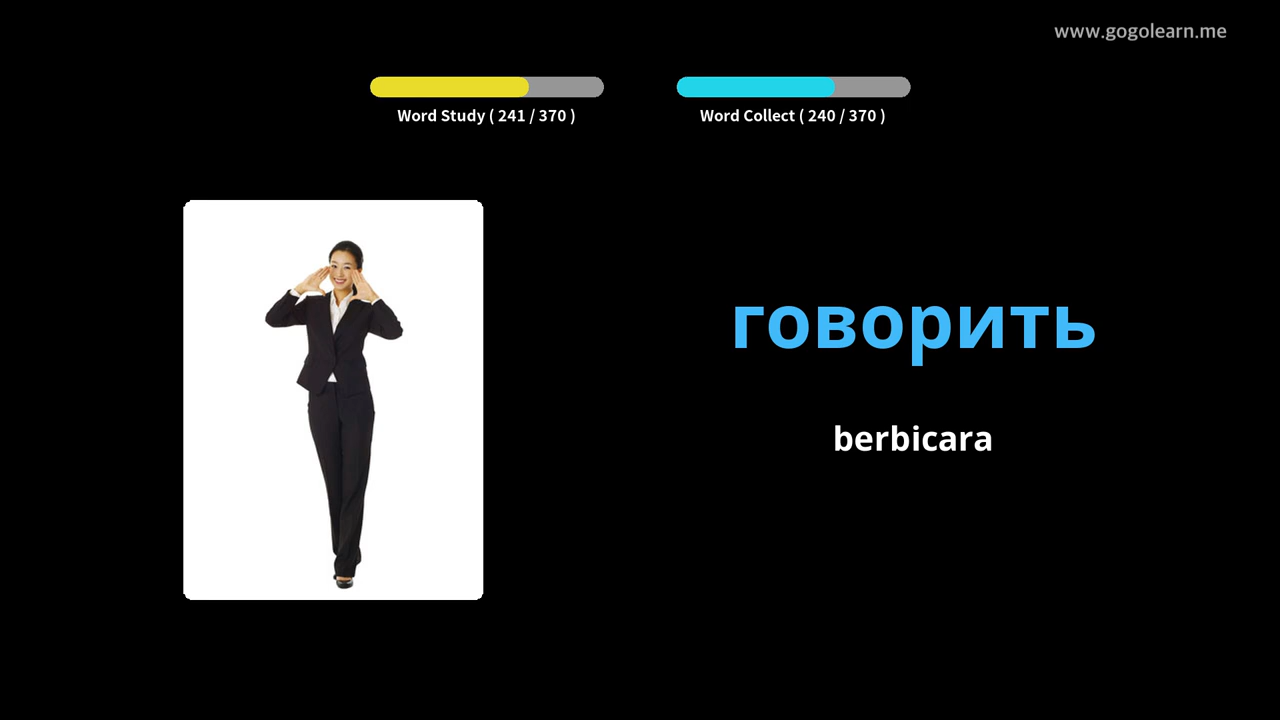 www.gogolearn.me
Word Study ( 241 / 370 )
Word Collect ( 240 / 370 )
говорить
berbicara